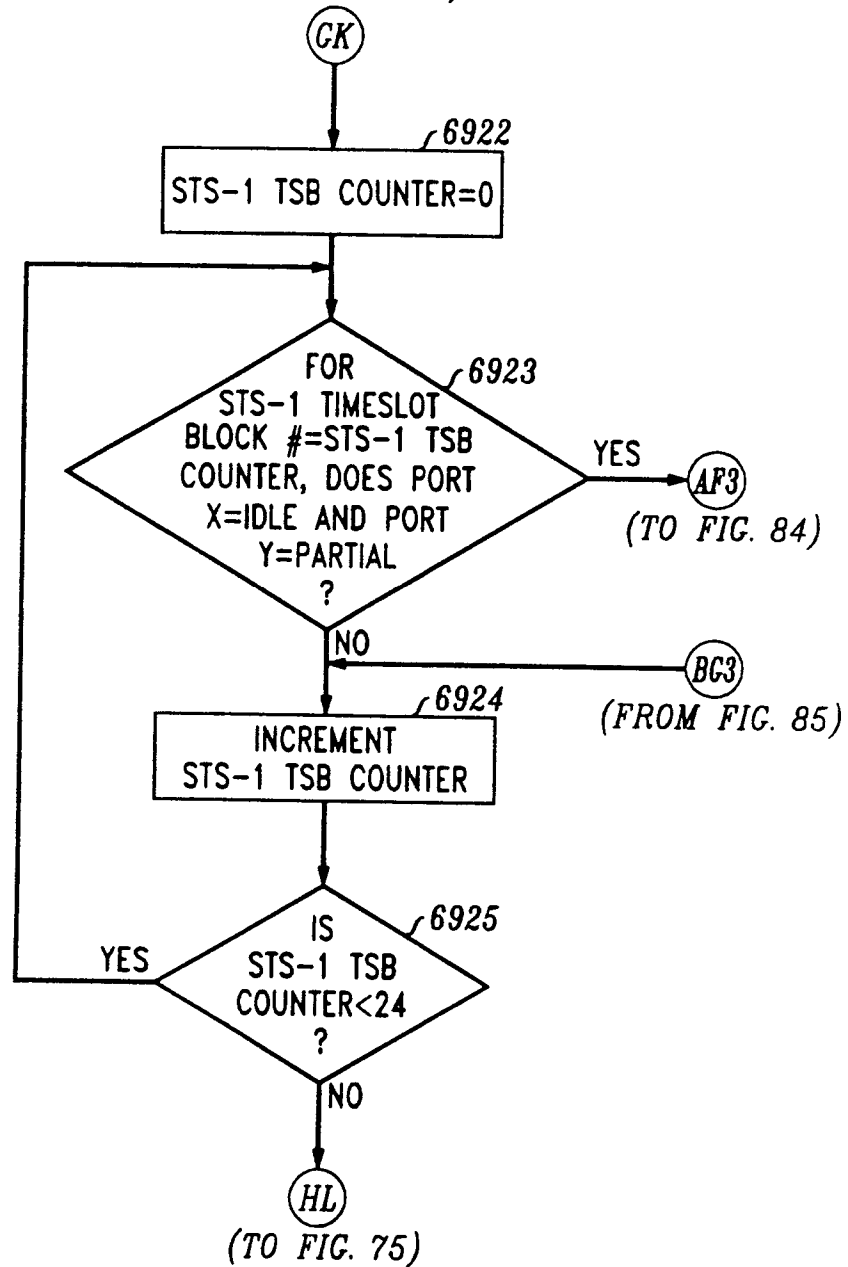 GK
6922
STS-1 TSB COUNTER=0
FOR
6923
STS-1 TIMESLOT
BLOCK #=STS-1 TSB
COUNTER, DOES PORT
X=IDLE AND PORT
Y=PARTIAL
?
YES
AF3
(TO FIG. 84)
NO
BG3
(FROM FIG. 85)
6924
INCREMENT
STS-1 TSB COUNTER
6925
IS
STS-1 TSB
COUNTER<24
?
YES
NO
HL
(TO FIG. 75)